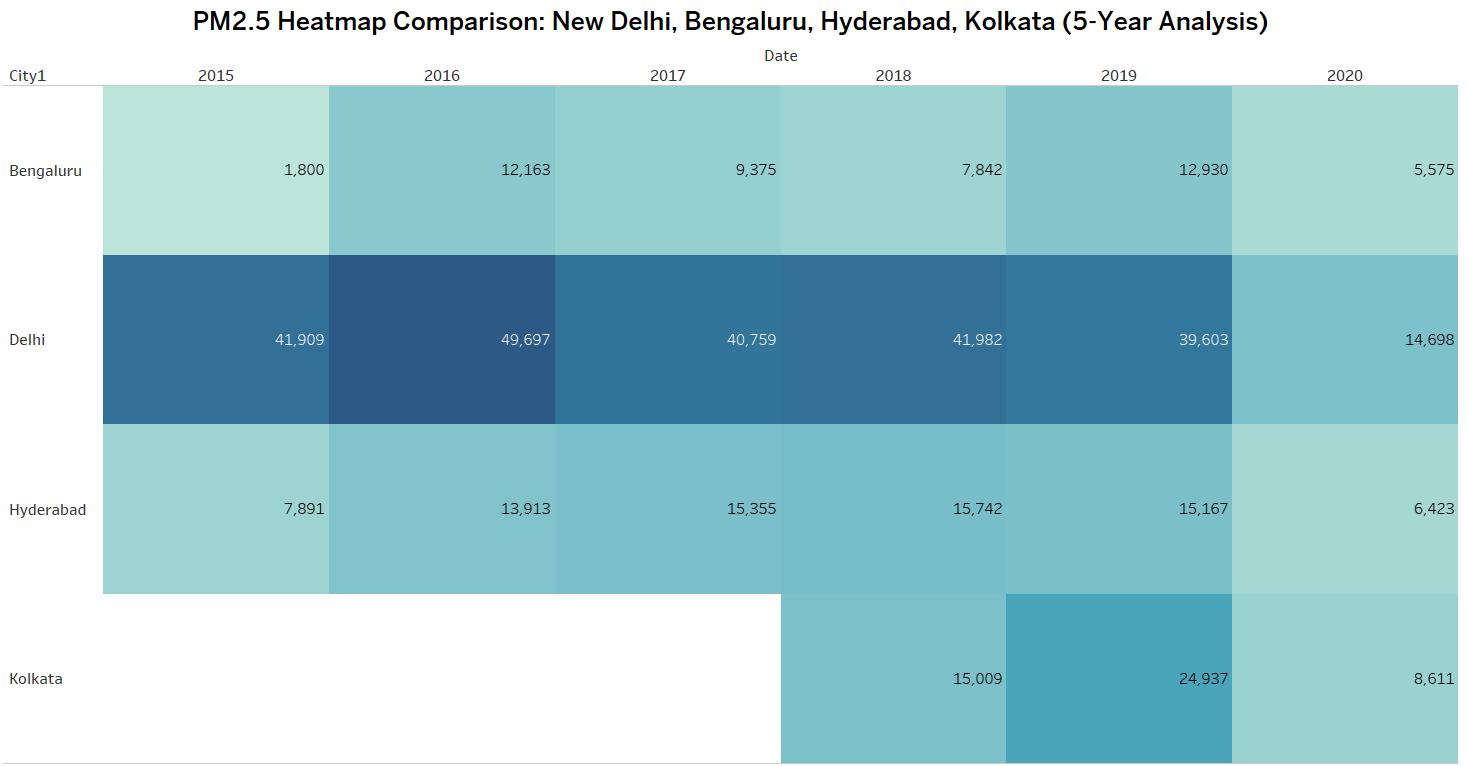 PM2.5 Heatmap Comparison: New Delhi, Bengaluru, Hyderabad, Kolkata (5-Year Analysis)
Date
City1 2015 2016 2017 2018 2019 2020
Bengaluru 1,800 12,163 9,375 7,842 12,930 5,575
Delhi 41,909 49,697 40,759 41,982 39,603 14,698
Hyderabad 7,891 13,913 15,355 15,742 15,167 6,423
Kolkata 15,009 24,937 8,611